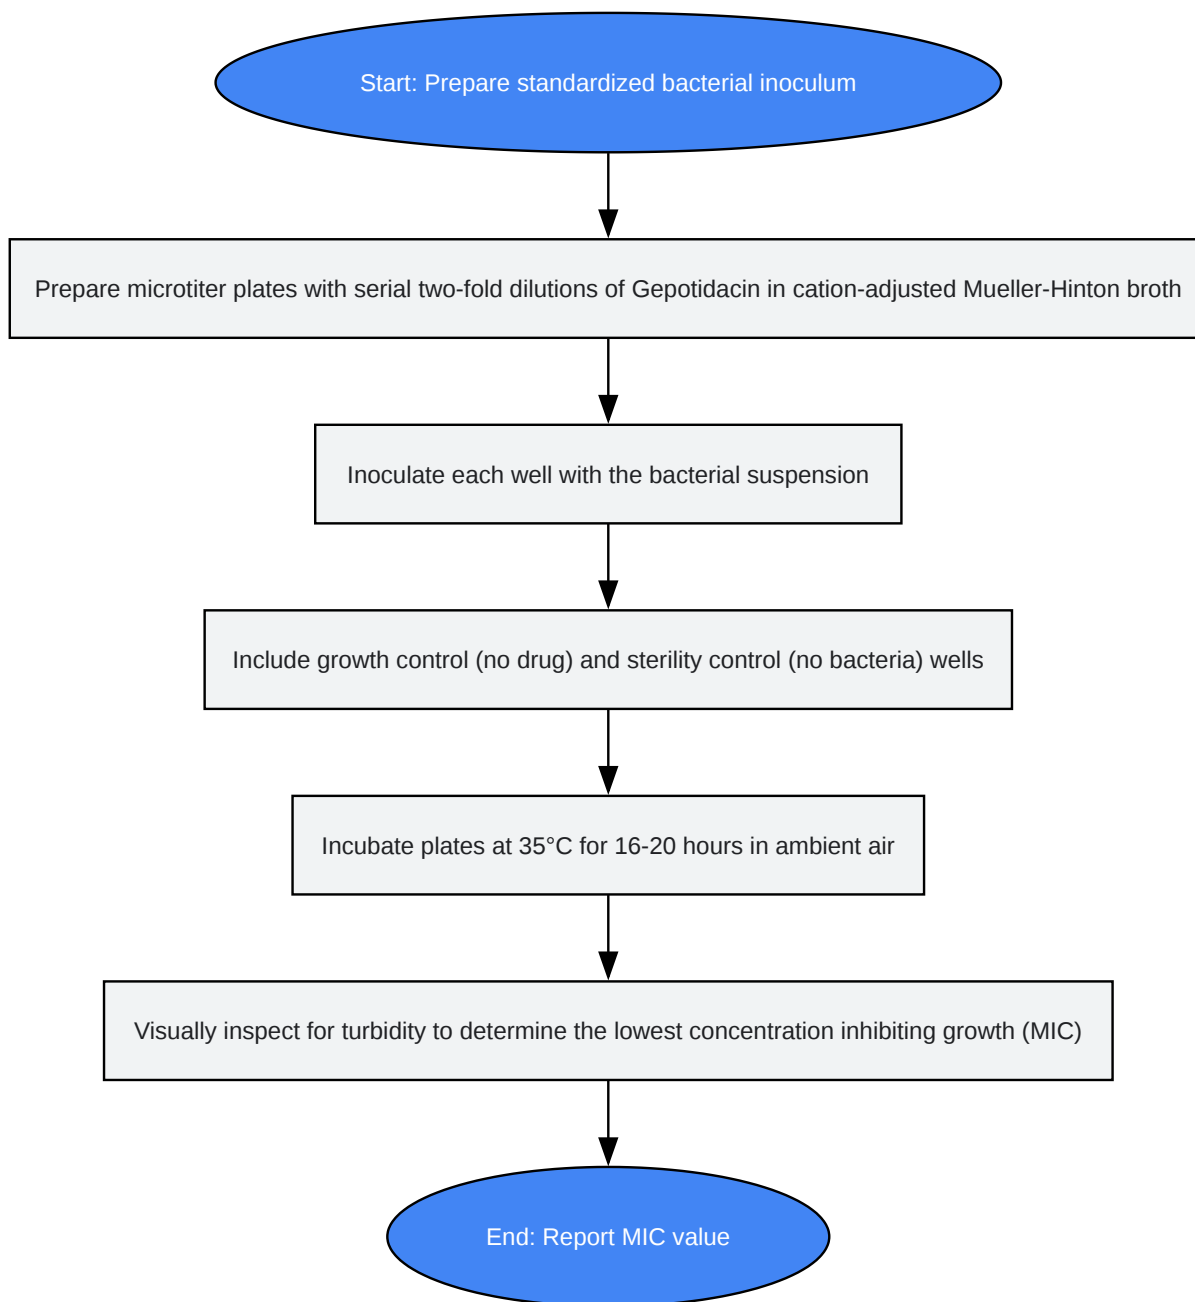 Start: Prepare standardized bacterial inoculum
Prepare microtiter plates with serial two-fold dilutions of Gepotidacin in cation-adjusted Mueller-Hinton broth
Inoculate each well with the bacterial suspension
Include growth control (no drug) and sterility control (no bacteria) wells
Incubate plates at 35°C for 16-20 hours in ambient air
Visually inspect for turbidity to determine the lowest concentration inhibiting growth (MIC)
End: Report MIC value